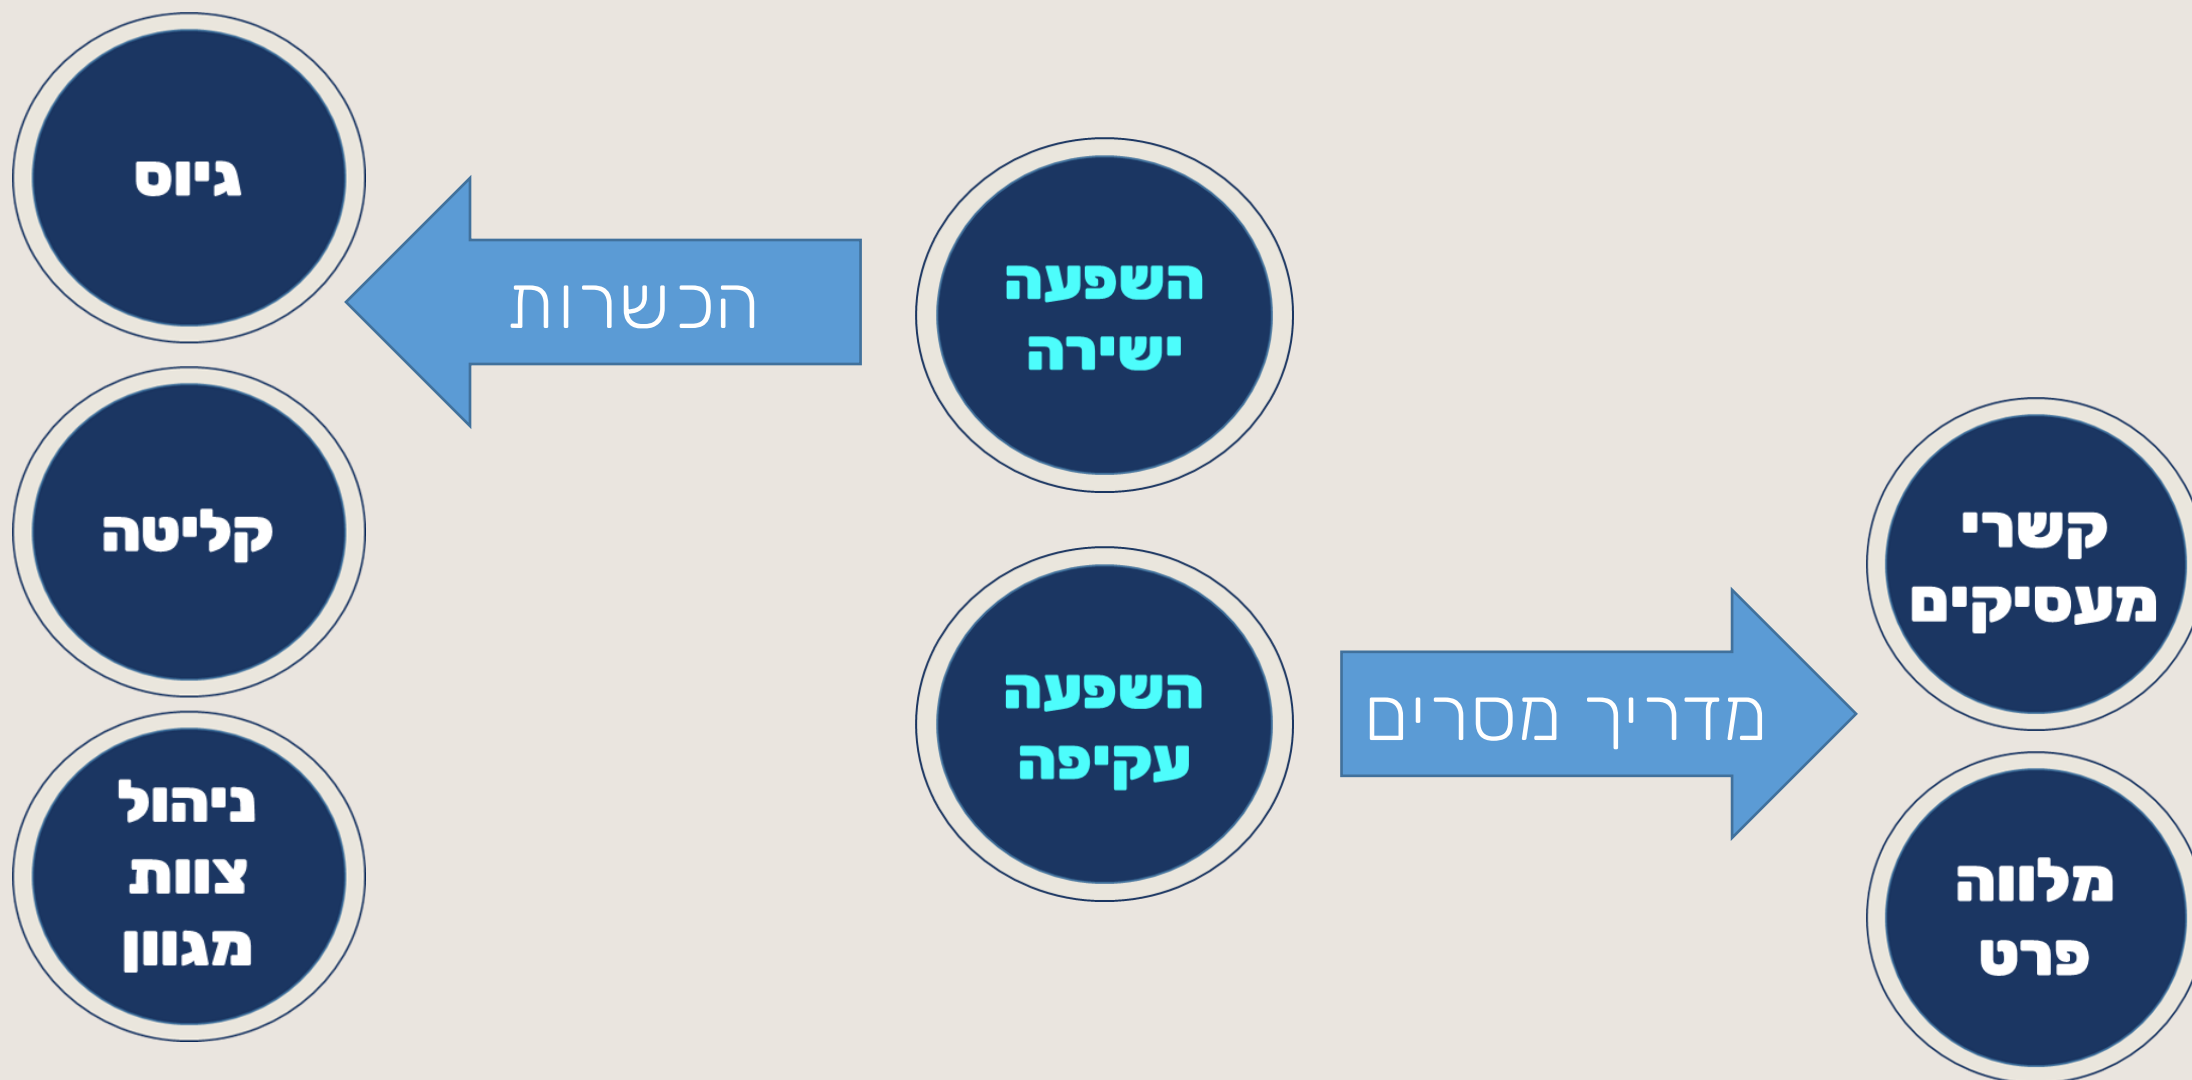 קשרי
מעסיקים
מלווה
פרט
השפעה
ישירה
השפעה
עקיפה
מדריך מסרים
הכשרות
גיוס
קליטה
ניהול
צוות
מגוון